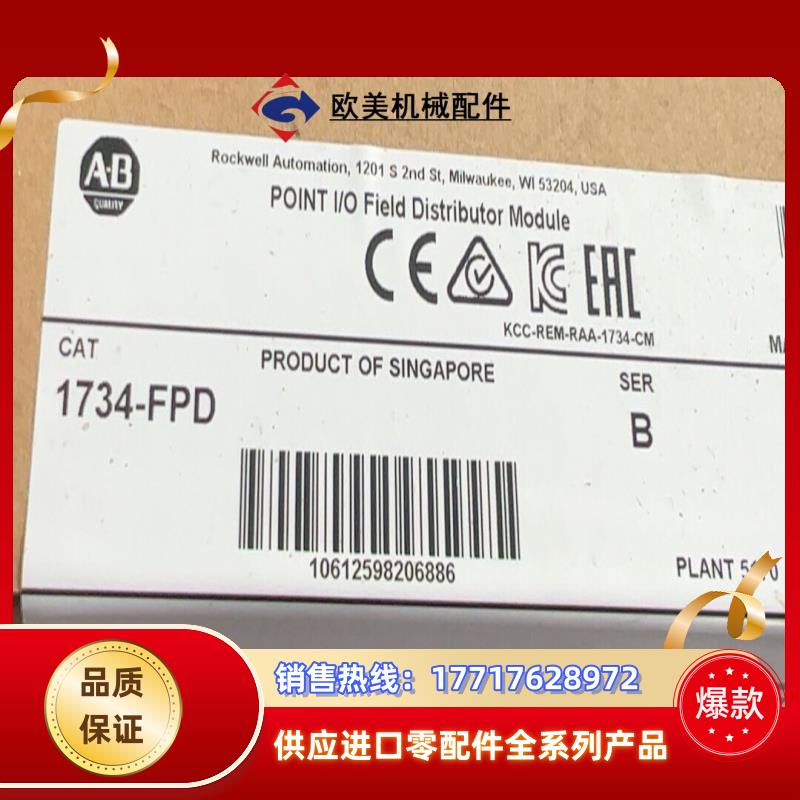 欧美机械配件
A-B
QUALITY
Rockwell Automation, 1201 S 2nd St, Milwaukee, WI 53204, USA
POINT I/O Field Distributor Module
KCC-REM-RAA-1734-CM
CAT
PRODUCT OF SINGAPORE
SER
1734-FPD
B
10612598206886
PLANT
品质
保证
销售热线：17717628972
供应进口零配件全系列产品
爆款